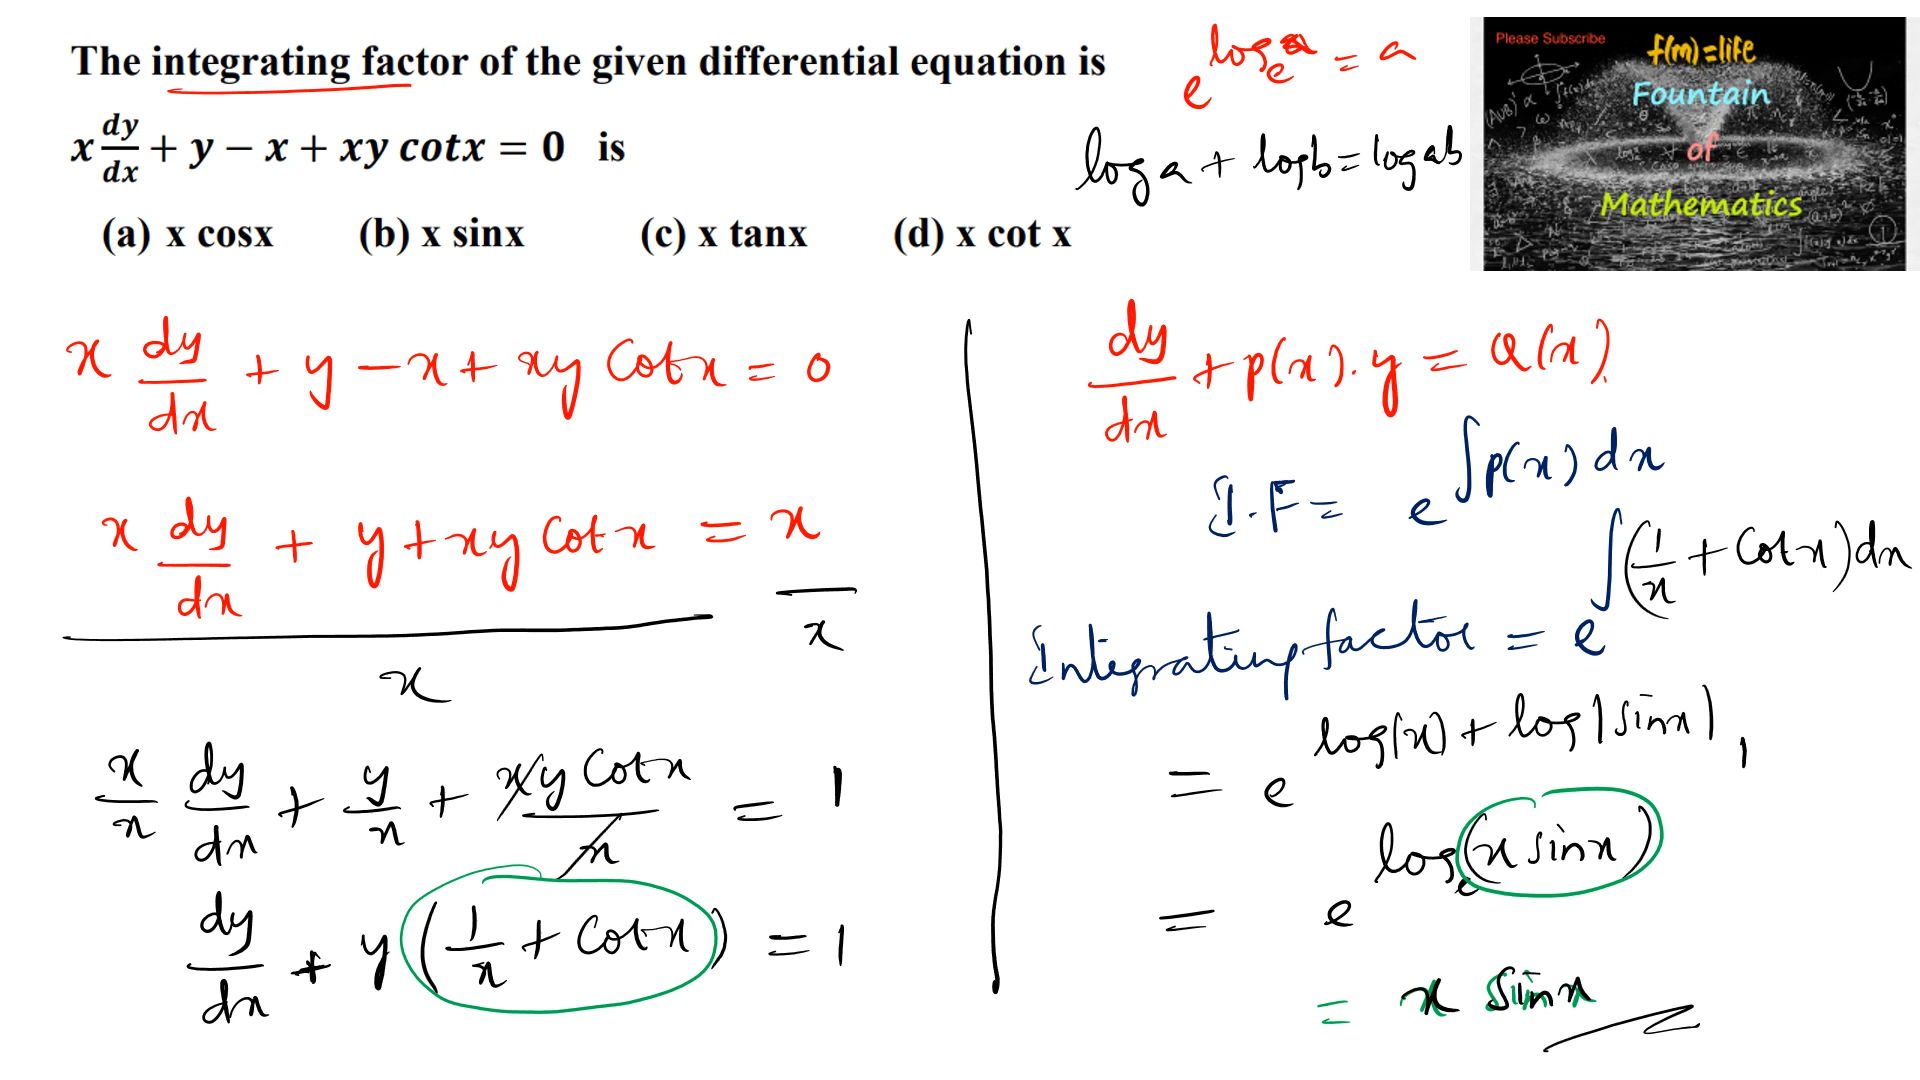 The integrating factor of the given differential equation is
x dy/dx + y − x + xy cotx = 0 is
(a) x cosx (b) x sinx (c) x tanx (d) x cot x
e^(log_e a) = a
log a + log b = log ab
Please Subscribe
f(m)=life
Fountain
of
Mathematics
x dy/dx + y − x + xy Cotx = 0
x dy/dx + y + xy Cotx = x
x x
x/x dy/dx + y/x + xy Cotx/x = 1
dy/dx + y (1/x + Cotx) = 1
dy/dx + p(x). y = Q(x)
I.F = e^∫p(x) dx
Integrating factor = e^∫(1/x + Cotx)dx
= e^(log(x) + log|sinx|)
= e^(log_e (x sinx))
= x sinx